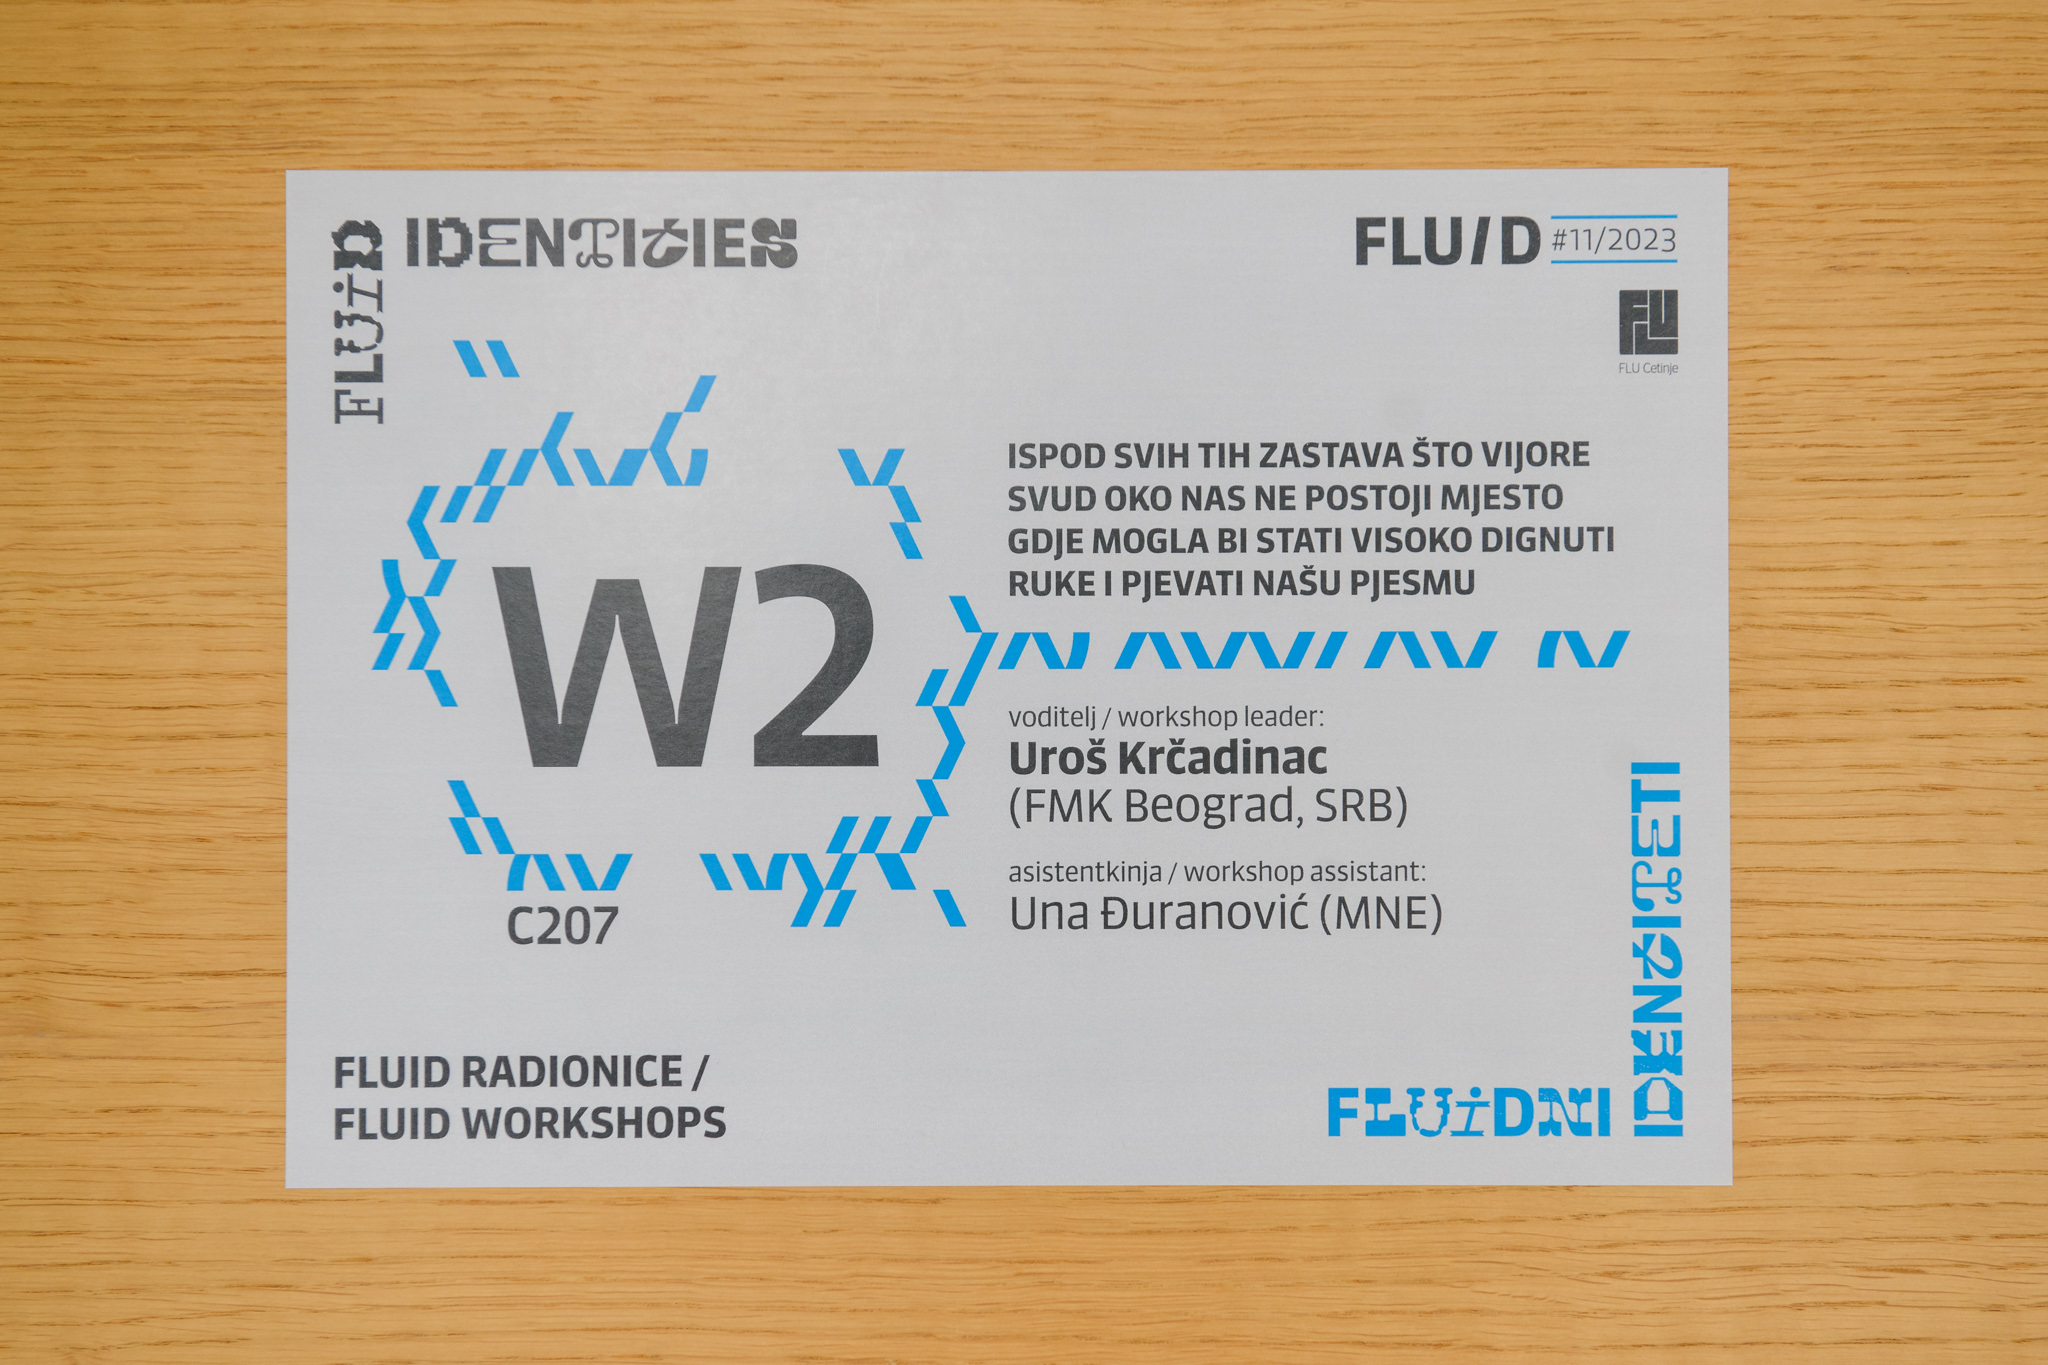 FLUID IDENTITIES
FLUID #11/2023
FLU
FLU Cetinje
ISPOD SVIH TIH ZASTAVA ŠTO VIJORE
SVUD OKO NAS NE POSTOJI MJESTO
GDJE MOGLA BI STATI VISOKO DIGNUTI
RUKE I PJEVATI NAŠU PJESMU
W2
C207
voditelj / workshop leader:
Uroš Krčadinac
(FMK Beograd, SRB)
asistentkinja / workshop assistant:
Una Đuranović (MNE)
FLUID RADIONICE /
FLUID WORKSHOPS
FLUIDNI
IDENTITETI